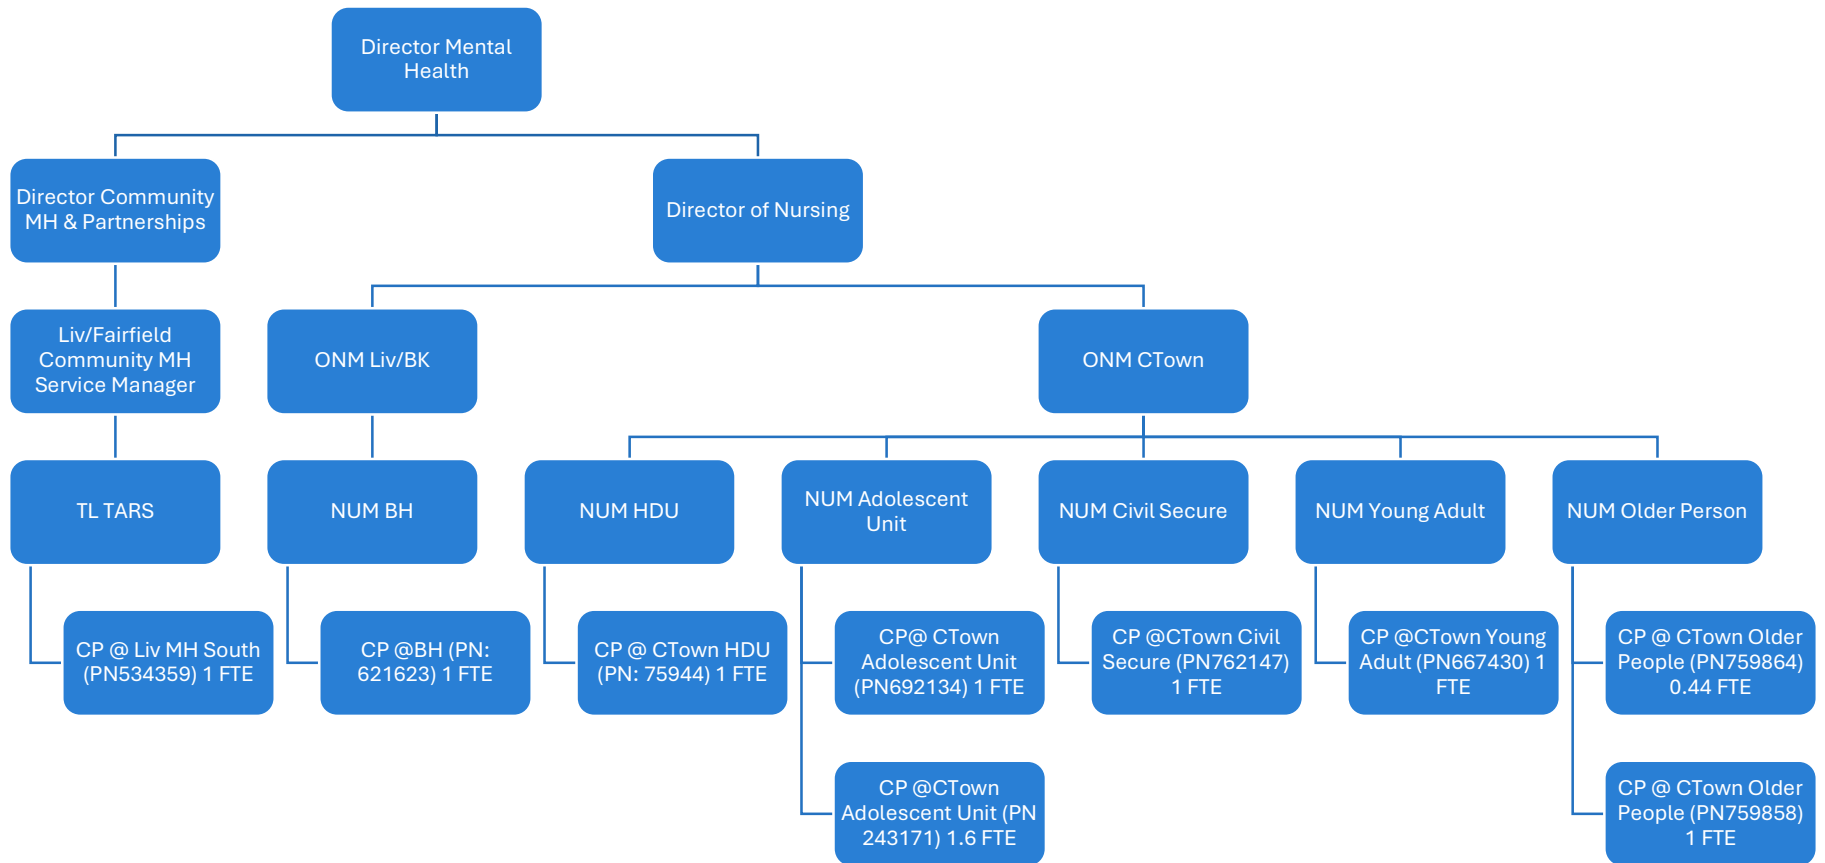 Director Mental
Health
Director Community
MH & Partnerships
Director of Nursing
Liv/Fairfield
Community MH
Service Manager
ONM Liv/BK
ONM CTown
TL TARS
NUM BH
NUM HDU
NUM Adolescent
Unit
NUM Civil Secure
NUM Young Adult
NUM Older Person
CP @ Liv MH South
(PN534359) 1 FTE
CP @BH (PN:
621623) 1 FTE
CP @ CTown HDU
(PN: 75944) 1 FTE
CP@ CTown
Adolescent Unit
(PN692134) 1 FTE
CP @CTown Civil
Secure (PN762147)
1 FTE
CP @CTown Young
Adult (PN667430) 1
FTE
CP @ CTown Older
People (PN759864)
0.44 FTE
CP @CTown
Adolescent Unit (PN
243171) 1.6 FTE
CP @ CTown Older
People (PN759858)
1 FTE